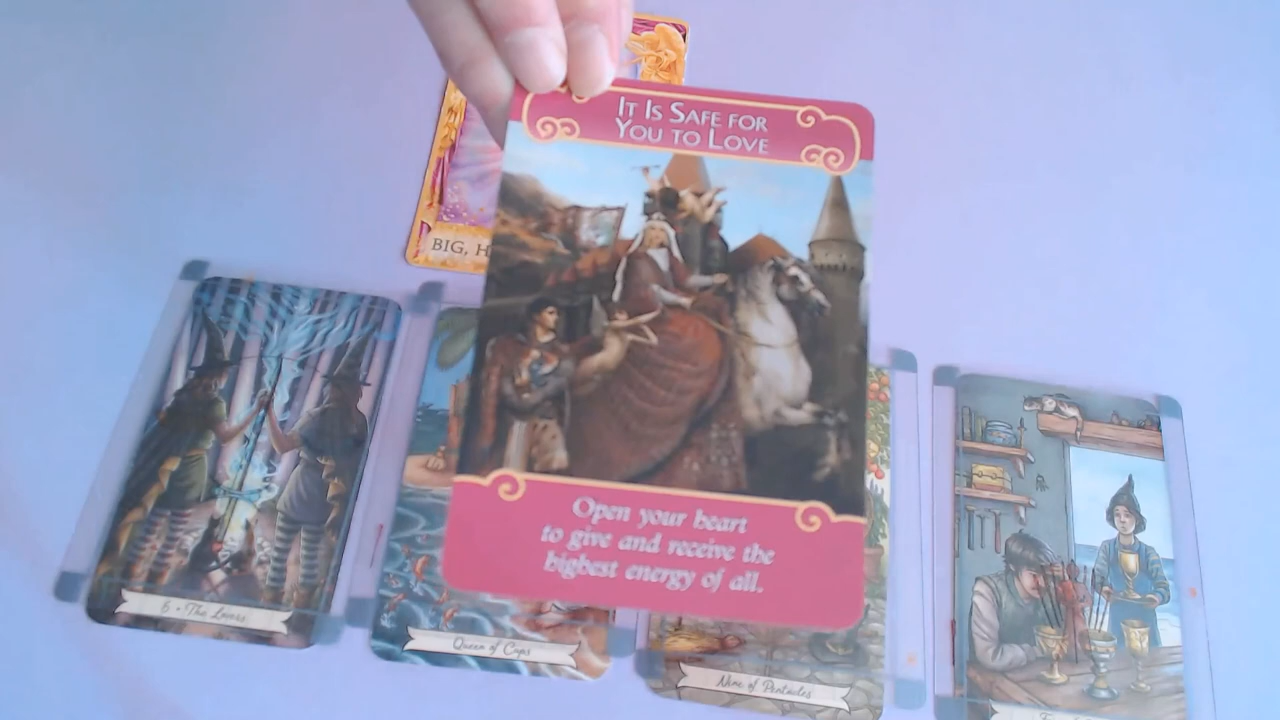 IT IS SAFE FOR
YOU TO LOVE
BIG, H
Open your heart
to give and receive the
highest energy of all.
6 • The Lovers
Queen of Cups
Nine of Pentacles